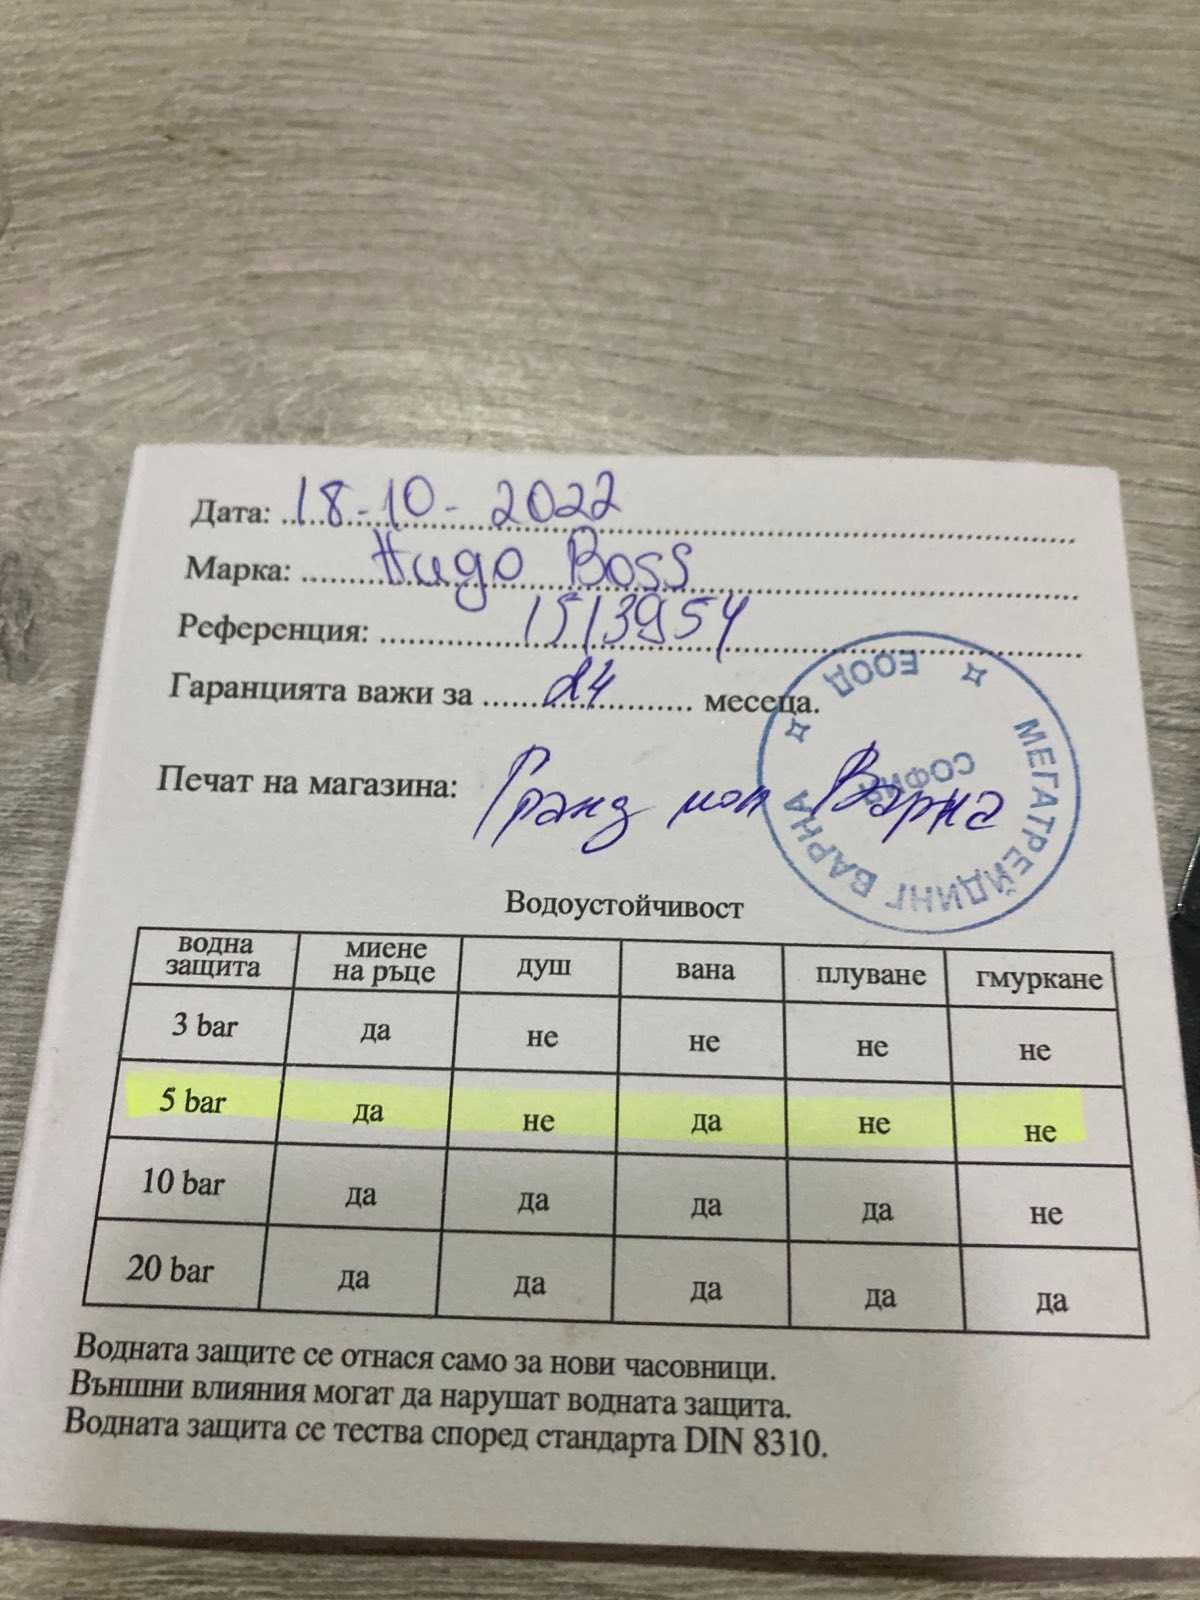 Дата: 18-10-2022
Марка: Hugo Boss
Референция: 1513954
Гаранцията важи за 24 месеца.
Печат на магазина: Гранд мол Варна
МЕГАТРЕЙДИНГ ВАРНА ЕООД
СОФИЯ
Водоустойчивост
водна защита миене на ръце душ вана плуване гмуркане
3 bar да не не не не
5 bar да не да не не
10 bar да да да да не
20 bar да да да да да
Водната защите се отнася само за нови часовници.
Външни влияния могат да нарушат водната защита.
Водната защита се тества според стандарта DIN 8310.